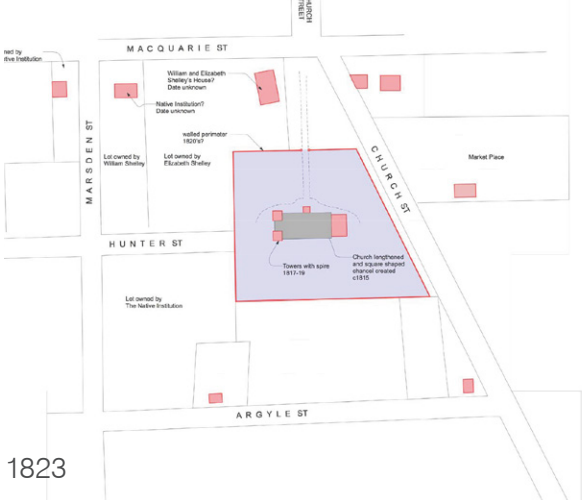 CHURCH
STREET
MACQUARIE ST
ned by
tive Institution
William and Elizabeth
Shelley's House?
Date unknown
Native Institution?
Date unknown
walled perimeter
1820's?
MARSDEN ST
Lot owned by
William Shelley
Lot owned by
Elizabeth Shelley
CHURCH ST
Market Place
HUNTER ST
Towers with spire
1817-19
Church lengthened
and square shaped
chancel created
c1815
Lot owned by
The Native Institution
ARGYLE ST
1823